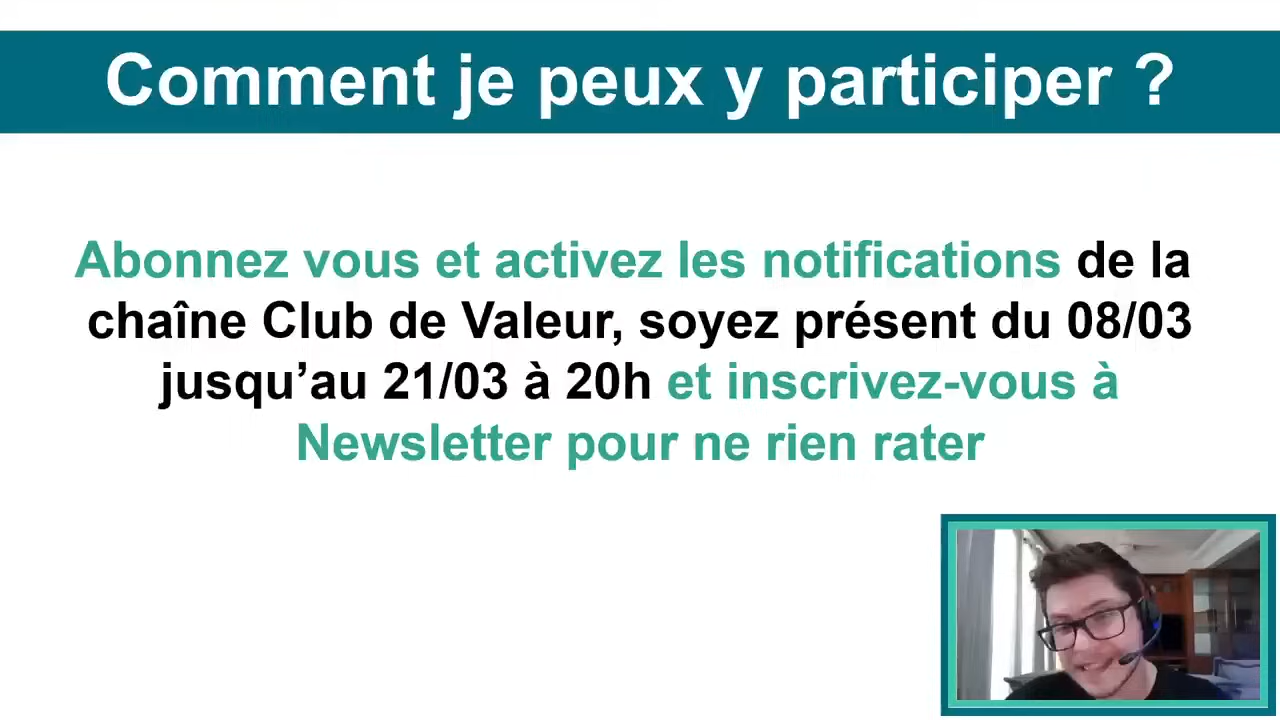 Comment je peux y participer ?
Abonnez vous et activez les notifications de la
chaîne Club de Valeur, soyez présent du 08/03
jusqu’au 21/03 à 20h et inscrivez-vous à
Newsletter pour ne rien rater